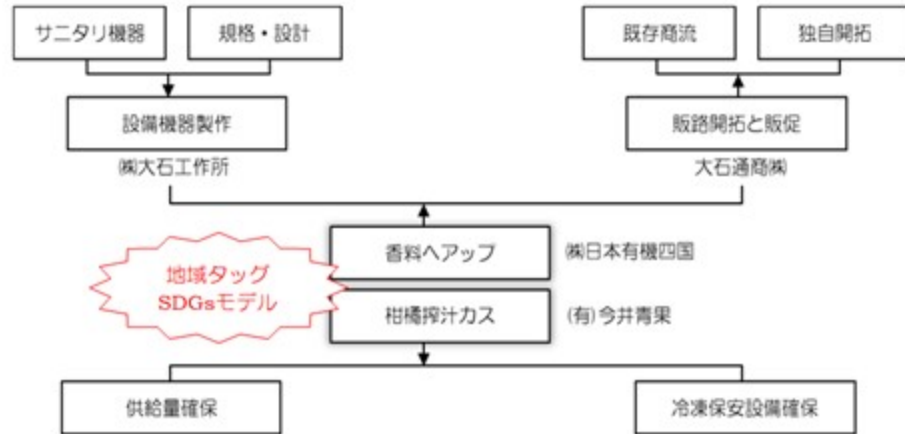 サニタリ機器
規格・設計
既存商流
独自開拓
設備機器製作
販路開拓と販促
㈱大石工作所
大石通商㈱
香料へアップ
㈱日本有機四国
地域タッグ
SDGsモデル
柑橘搾汁カス
(有)今井青果
供給量確保
冷凍保安設備確保